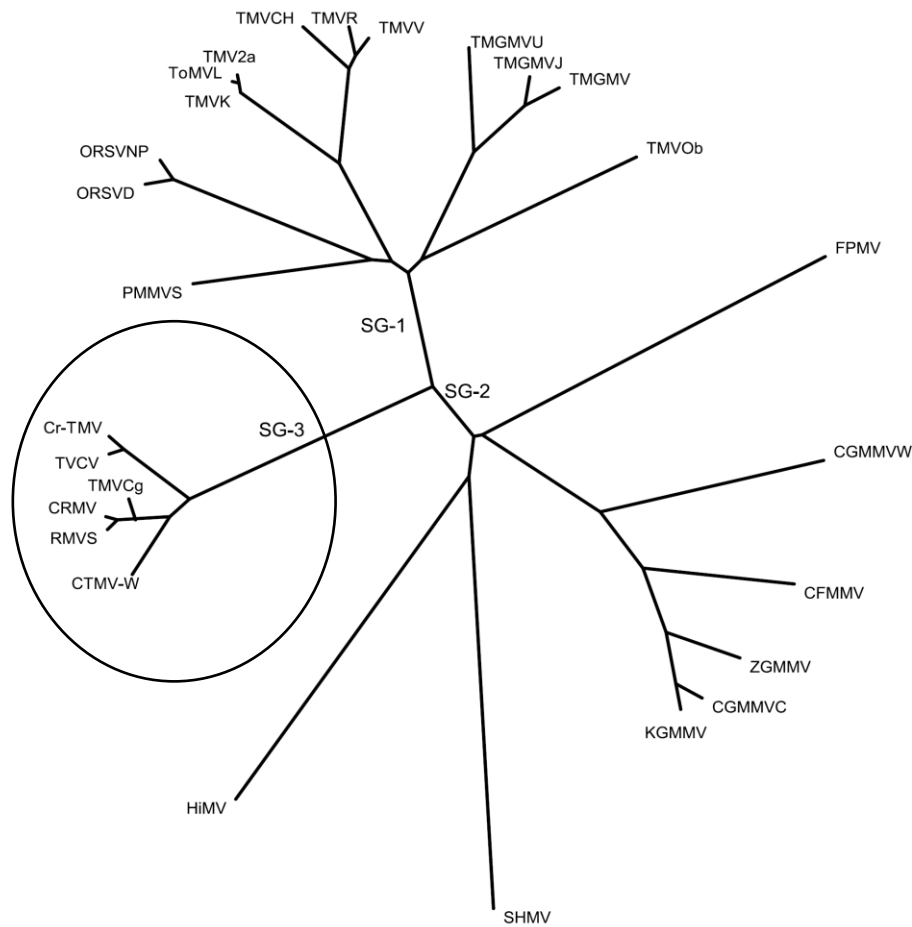 TMVCH
TMVR
TMVV
TMGMVU
TMV2a
ToMVL
TMVK
TMGMVJ
TMGMV
ORSVNP
TMVOb
ORSVD
FPMV
PMMVS
SG-1
SG-2
SG-3
Cr-TMV
TVCV
CGMMVW
TMVCg
CRMV
RMVS
CTMV-W
CFMMV
ZGMMV
CGMMVC
KGMMV
HiMV
SHMV